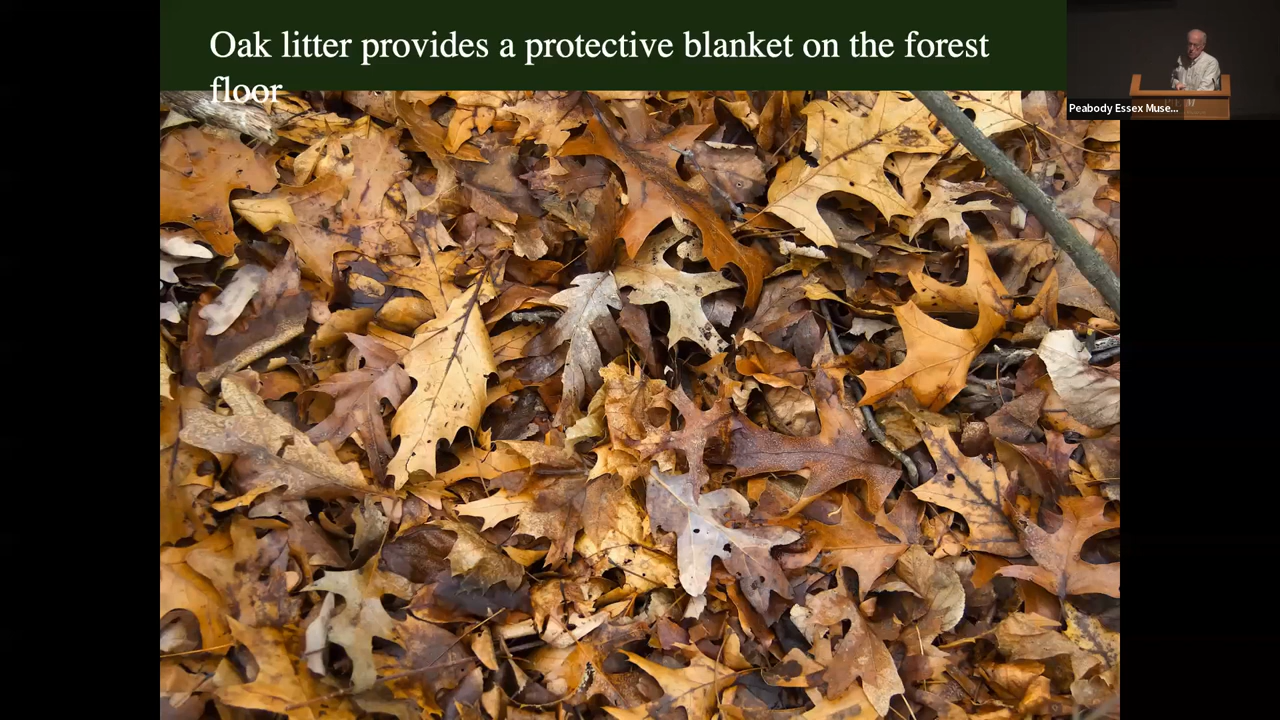 Oak litter provides a protective blanket on the forest
floor
Peabody Essex Muse...